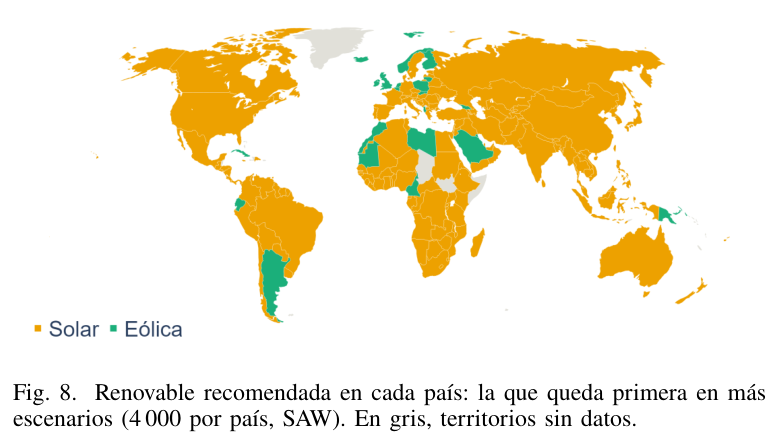 Solar Eólica
Fig. 8. Renovable recomendada en cada país: la que queda primera en más
escenarios (4 000 por país, SAW). En gris, territorios sin datos.